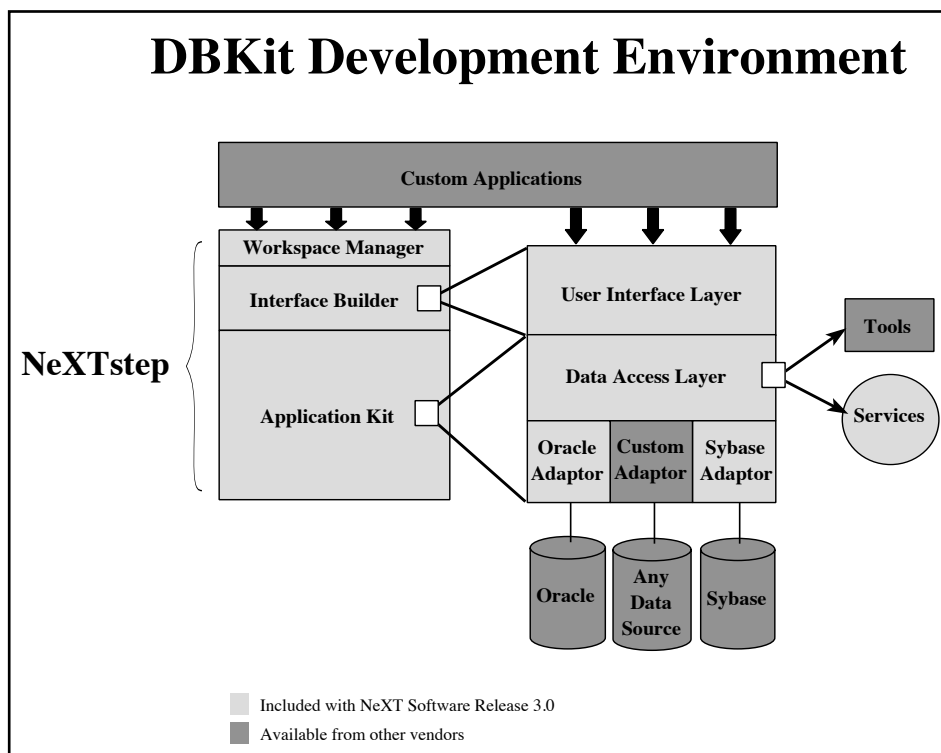 DBKit Development Environment
Custom Applications
Workspace Manager
Interface Builder
NeXTstep
Application Kit
User Interface Layer
Data Access Layer
Tools
Services
Oracle
Adaptor
Custom
Adaptor
Sybase
Adaptor
Oracle
Any
Data
Source
Sybase
Included with NeXT Software Release 3.0
Available from other vendors